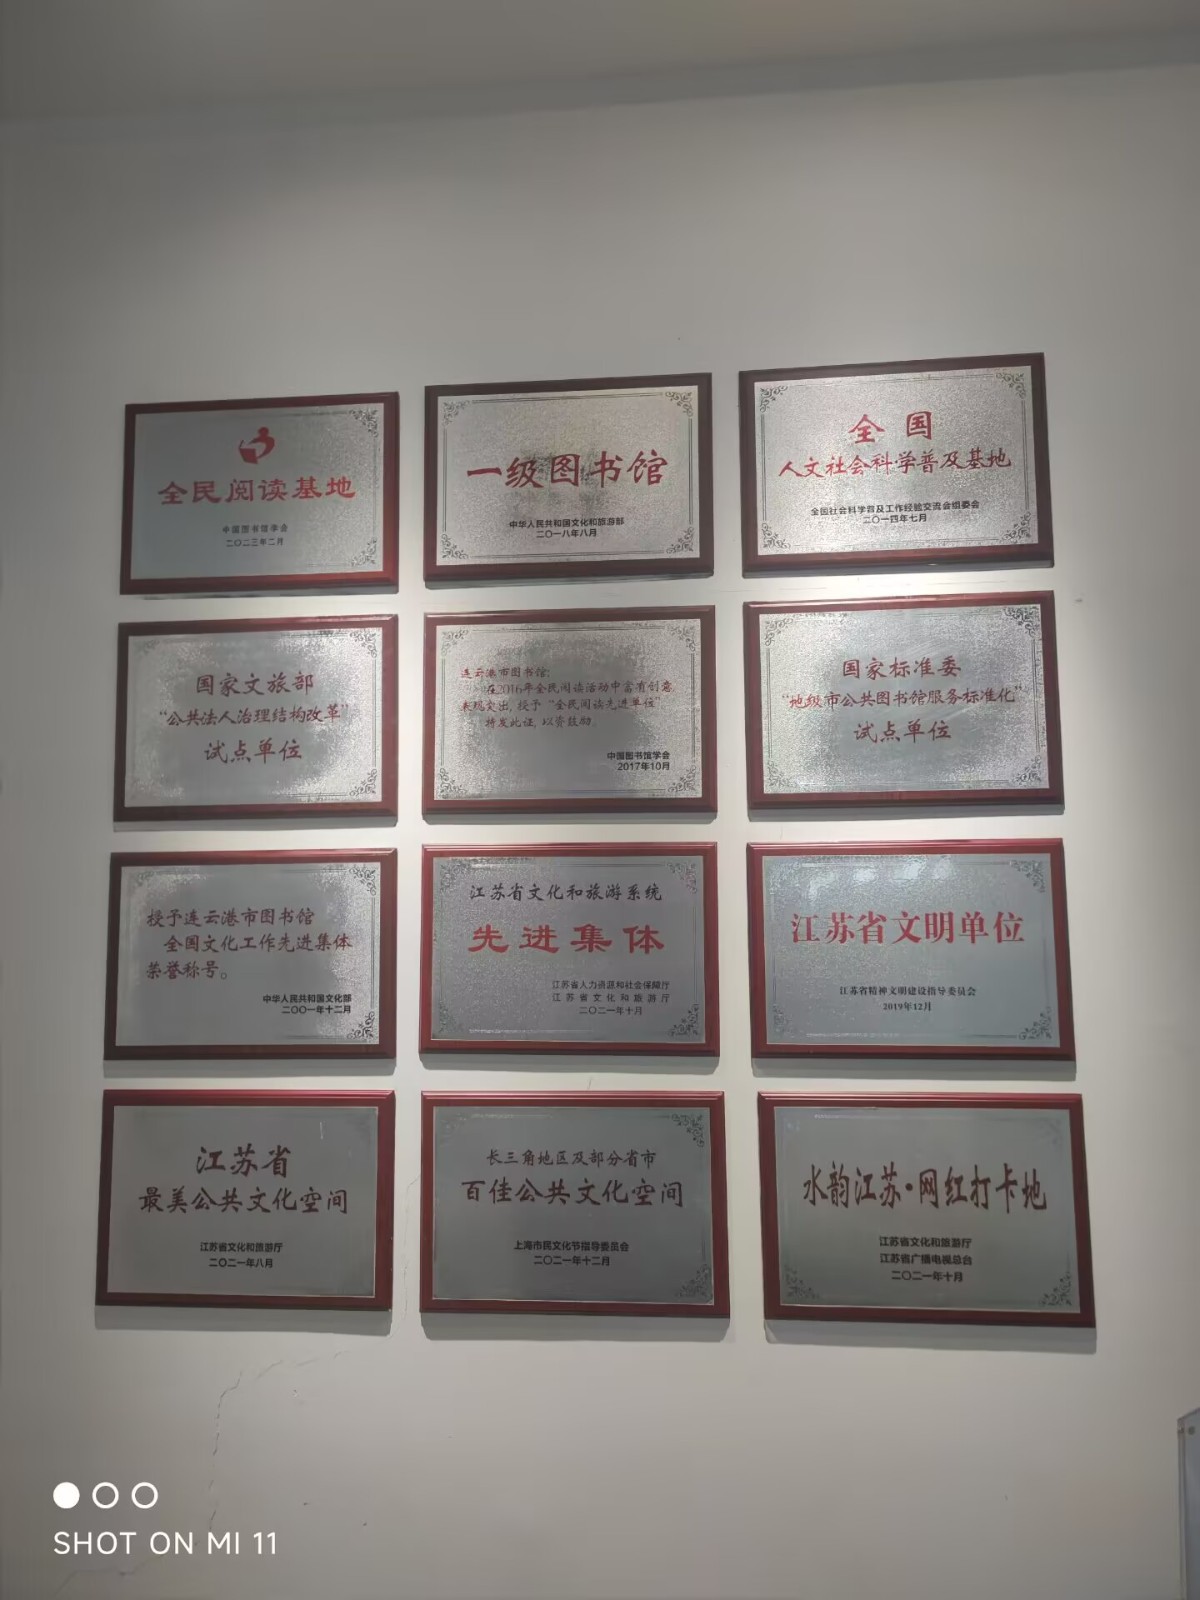 全民阅读基地
中国图书馆学会
二〇二三年二月
一级图书馆
中华人民共和国文化和旅游部
二〇一八年八月
全国
人文社会科学普及基地
全国社会科学普及工作经验交流会组委会
二〇一四年七月
国家文旅部
“公共法人治理结构改革”
试点单位
连云港市图书馆:
在2016年全民阅读活动中富有创意
表现突出,授予“全民阅读先进单位”
特发此证,以资鼓励。
中国图书馆学会
2017年10月
国家标准委
“地级市公共图书馆服务标准化”
试点单位
授予连云港市图书馆
全国文化工作先进集体
荣誉称号。
中华人民共和国文化部
二〇〇一年十二月
江苏省文化和旅游系统
先进集体
江苏省人力资源和社会保障厅
江苏省文化和旅游厅
二〇二一年十月
江苏省文明单位
江苏省精神文明建设指导委员会
2019年12月
江苏省
最美公共文化空间
江苏省文化和旅游厅
二〇二一年八月
长三角地区及部分省市
百佳公共文化空间
上海市民文化节指导委员会
二〇二一年十二月
水韵江苏·网红打卡地
江苏省文化和旅游厅
江苏省广播电视总台
二〇二一年十月
SHOT ON MI 11